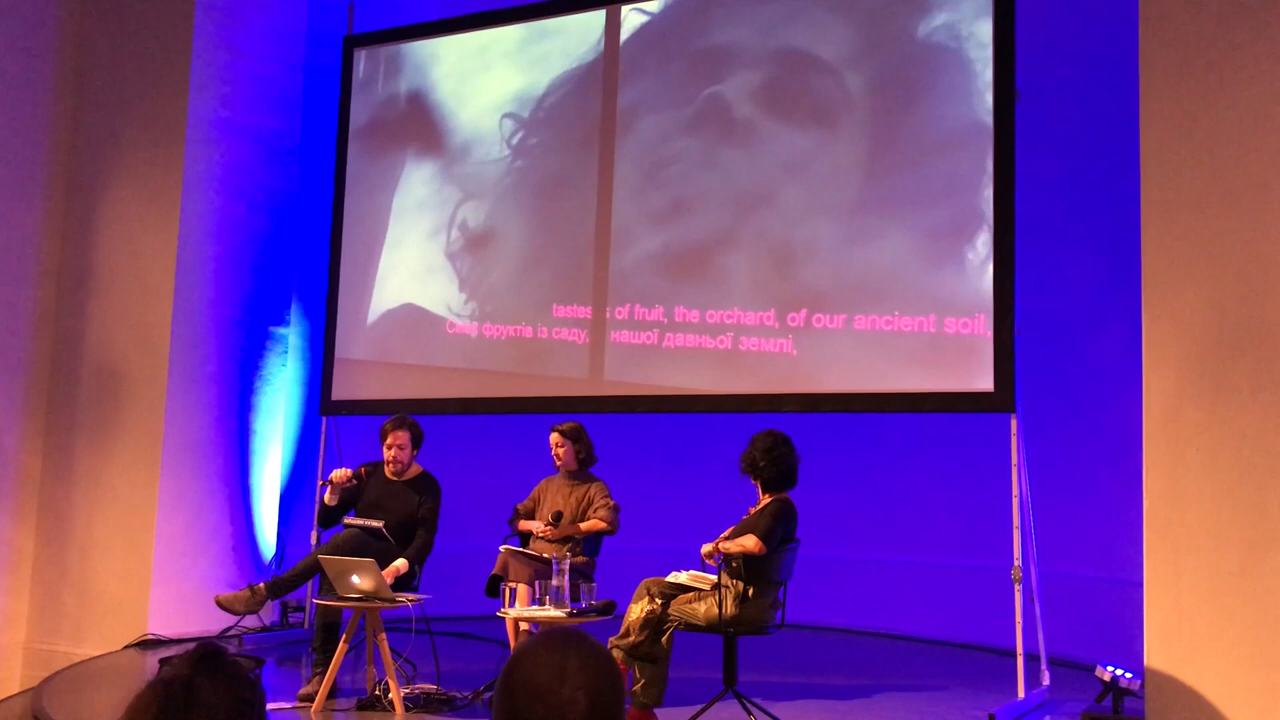 tastes of fruit, the orchard, of our ancient soil.
фруктів із саду, нашої давньої землі,